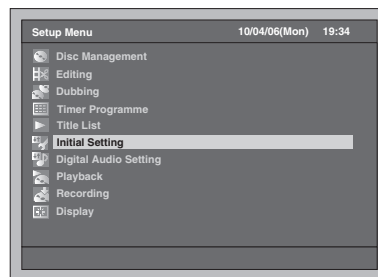 Setup Menu 10/04/06(Mon) 19:34
Disc Management
Editing
Dubbing
Timer Programme
Title List
Initial Setting
Digital Audio Setting
Playback
Recording
Display